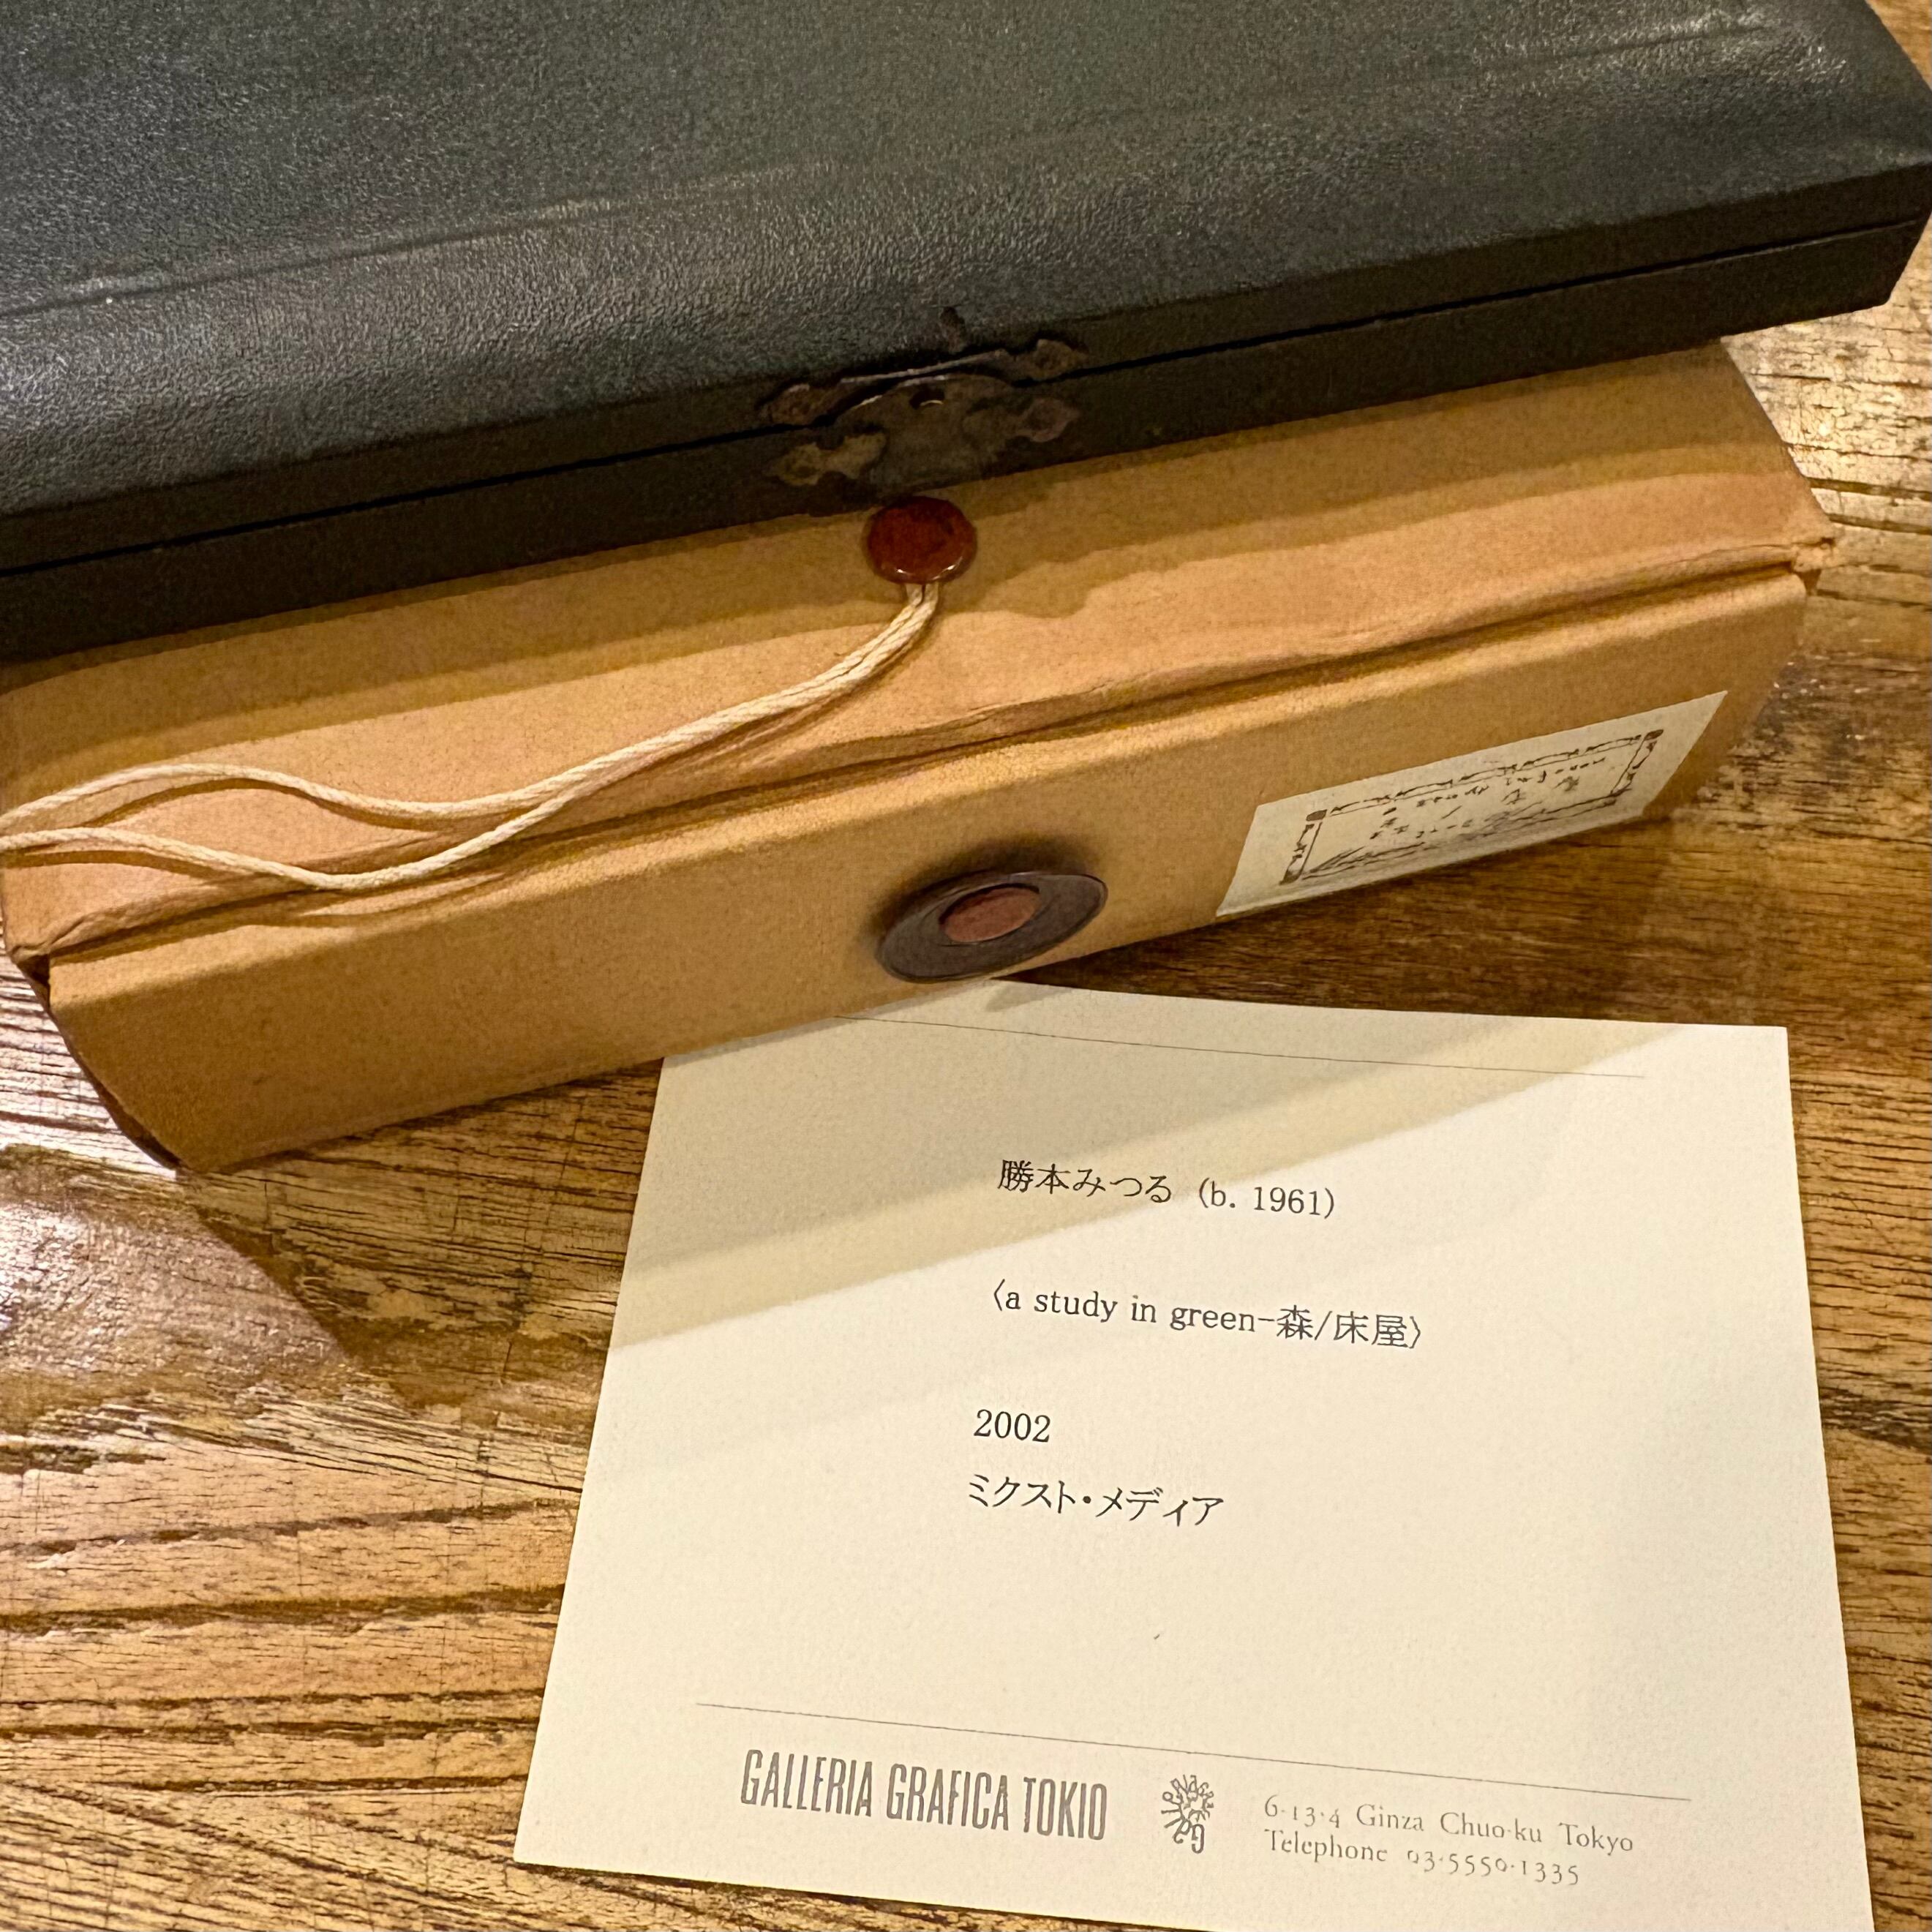 勝本みつる (b. 1961)
〈a study in green-森/床屋〉
2002
ミクスト・メディア
GALLERIA GRAFICA TOKIO
6·13·4 Ginza Chuo·ku Tokyo
Telephone 03·5550·1335